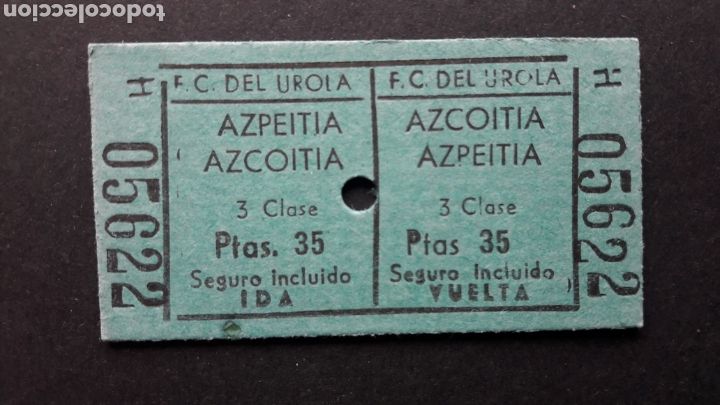 H
05622
F.C. DEL UROLA
AZPEITIA
AZCOITIA
3 Clase
Ptas. 35
Seguro incluido
IDA
F.C. DEL UROLA
AZCOITIA
AZPEITIA
3 Clase
Ptas 35
Seguro Incluido
VUELTA
H
05622
todocoleccion